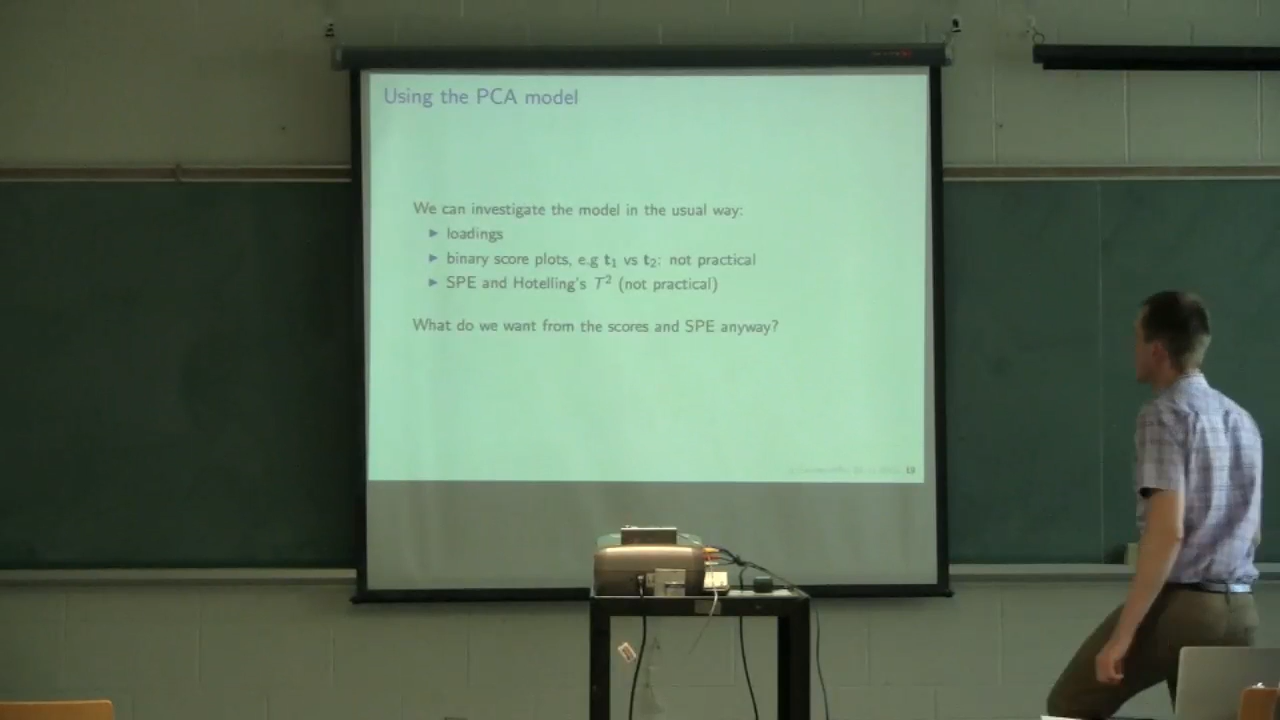 Using the PCA model
We can investigate the model in the usual way:
▶ loadings
▶ binary score plots, e.g t₁ vs t₂: not practical
▶ SPE and Hotelling's T² (not practical)
What do we want from the scores and SPE anyway?